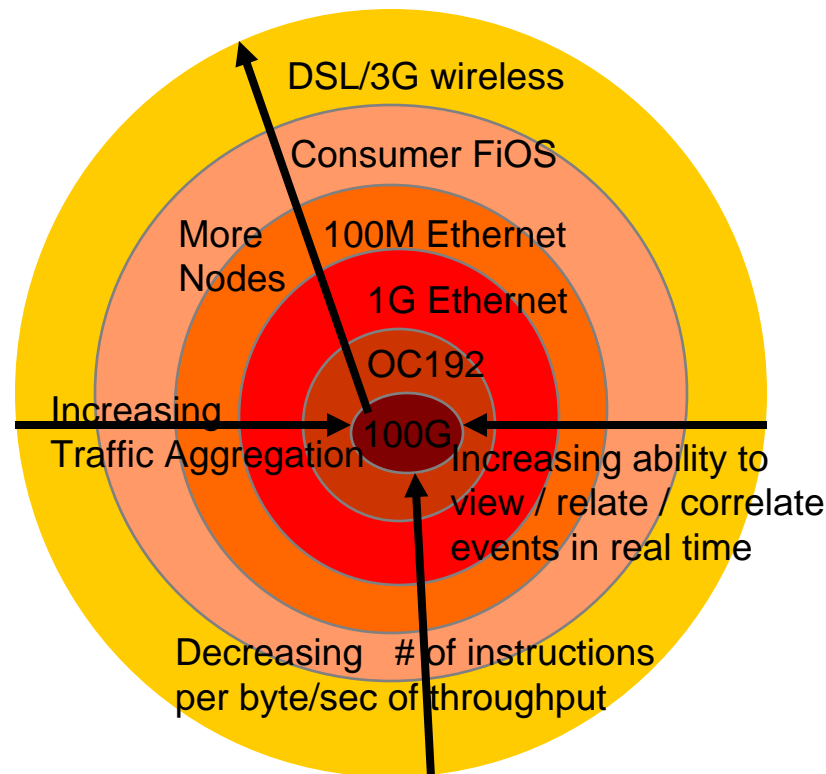 DSL/3G wireless
Consumer FiOS
More
Nodes
100M Ethernet
1G Ethernet
OC192
Increasing
Traffic Aggregation
100G
Increasing ability to
view / relate / correlate
events in real time
Decreasing # of instructions
per byte/sec of throughput